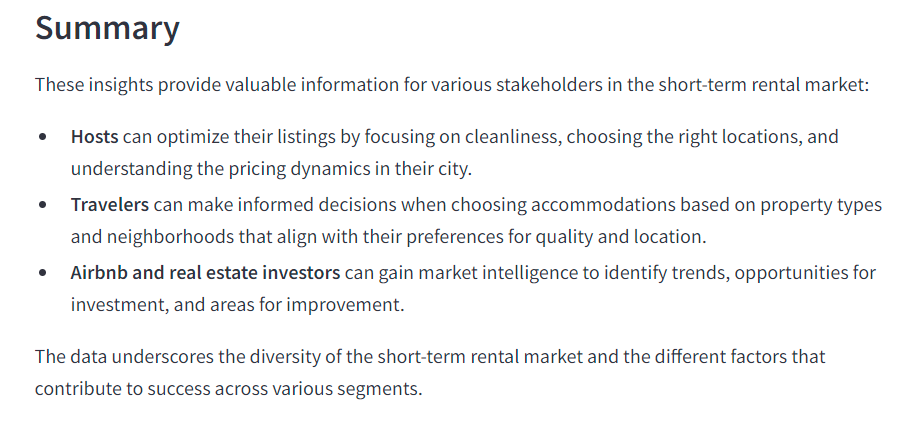 Summary
These insights provide valuable information for various stakeholders in the short-term rental market:
• Hosts can optimize their listings by focusing on cleanliness, choosing the right locations, and
understanding the pricing dynamics in their city.
• Travelers can make informed decisions when choosing accommodations based on property types
and neighborhoods that align with their preferences for quality and location.
• Airbnb and real estate investors can gain market intelligence to identify trends, opportunities for
investment, and areas for improvement.
The data underscores the diversity of the short-term rental market and the different factors that
contribute to success across various segments.